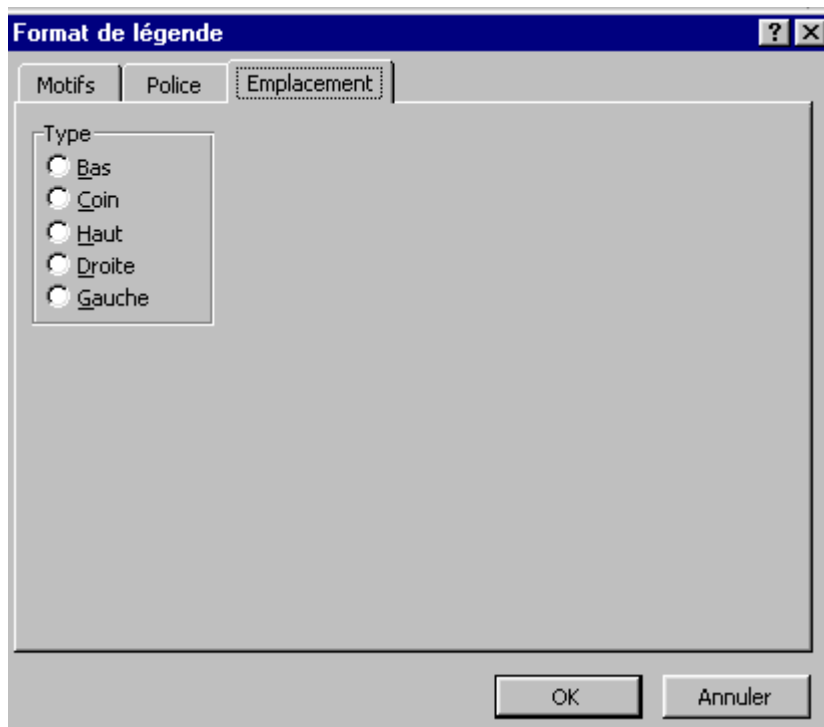 Format de légende
Motifs Police Emplacement
Type
Bas
Coin
Haut
Droite
Gauche
OK Annuler